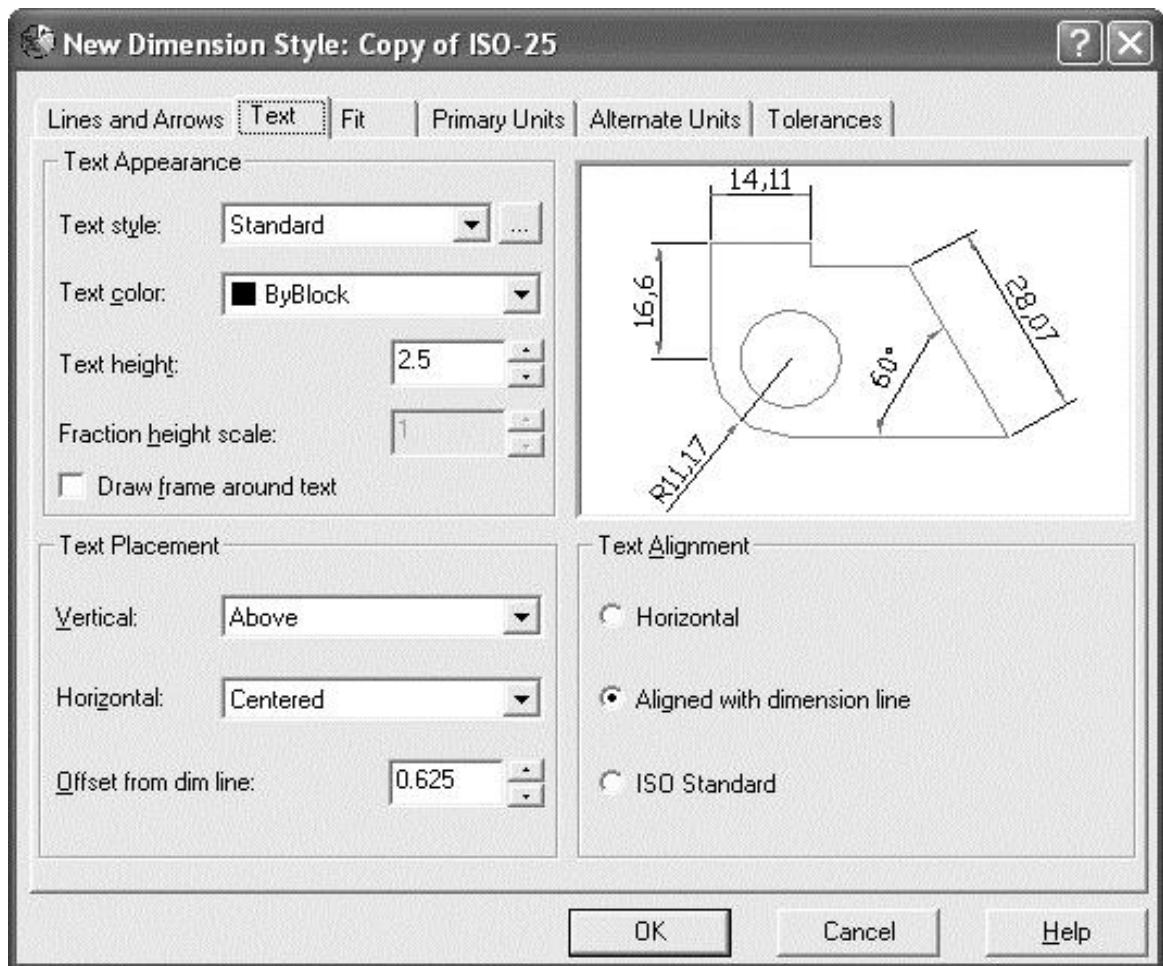 New Dimension Style: Copy of ISO-25
Lines and Arrows Text Fit Primary Units Alternate Units Tolerances
Text Appearance
Text style: Standard ...
Text color: ByBlock
Text height: 2.5
Fraction height scale: 1
Draw frame around text
14,11
16,6
28,07
60°
R11,17
Text Placement
Vertical: Above
Horizontal: Centered
Offset from dim line: 0.625
Text Alignment
Horizontal
Aligned with dimension line
ISO Standard
OK Cancel Help